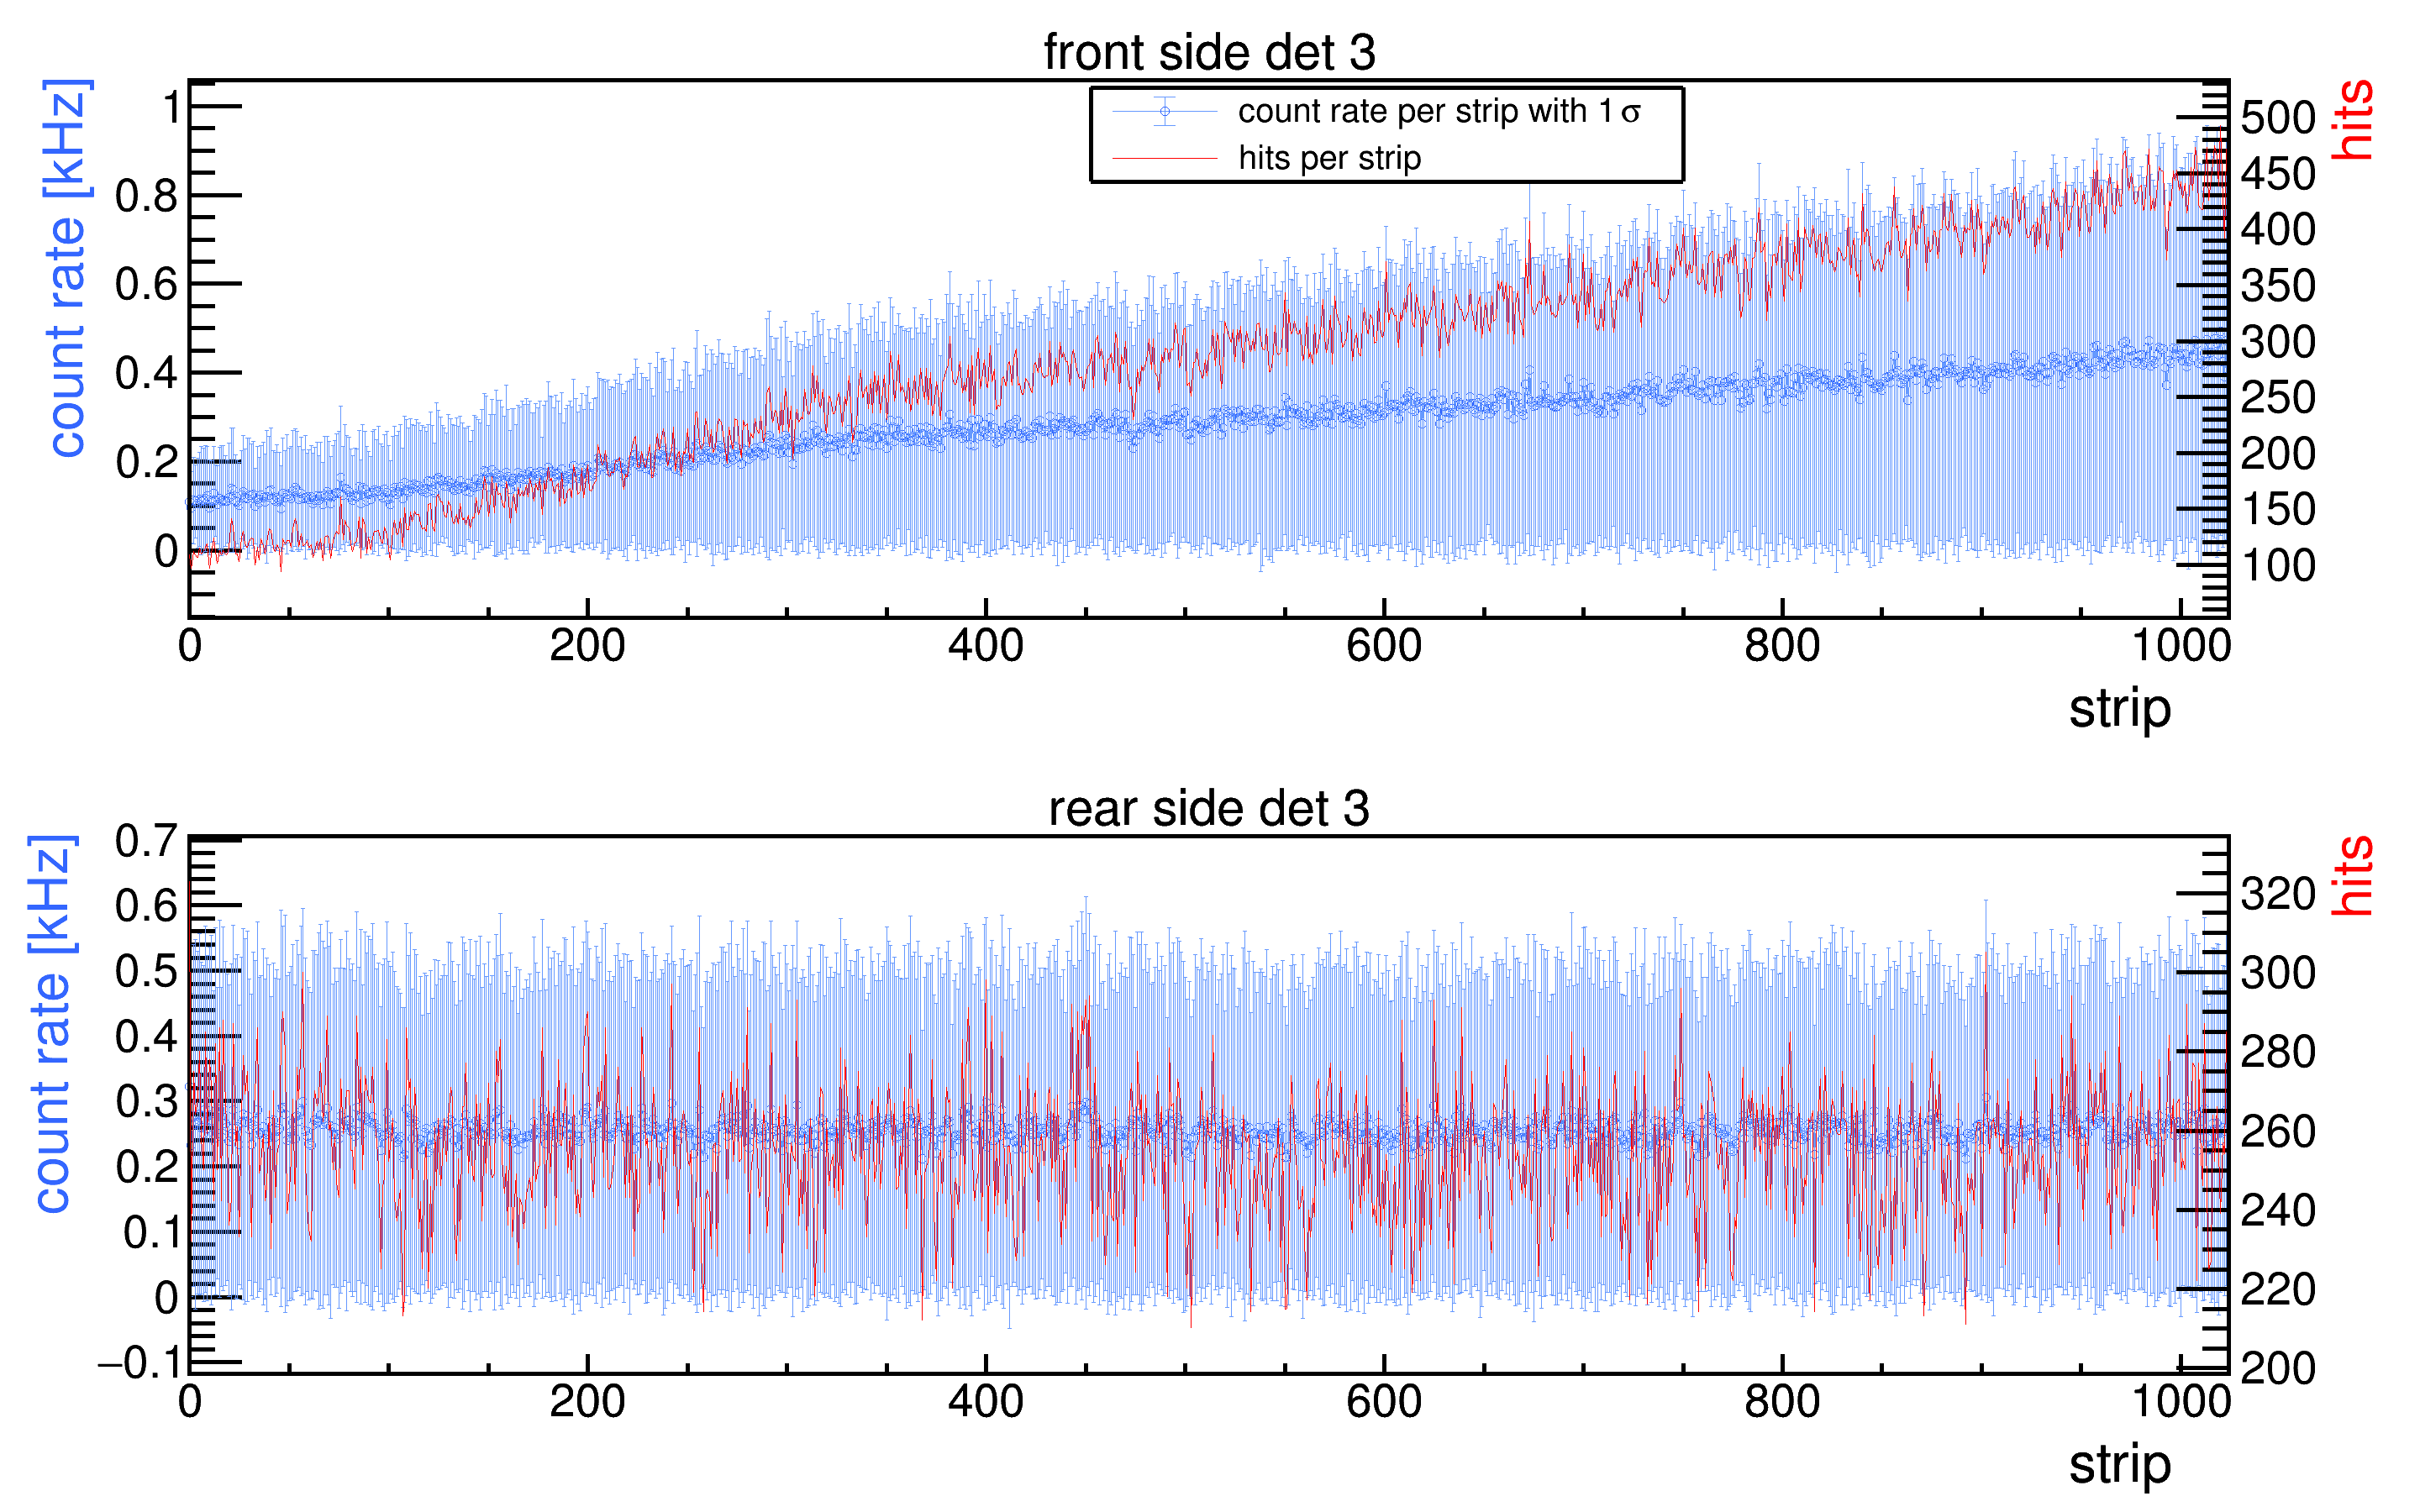 front side det 3
count rate [kHz]
hits
count rate per strip with 1 σ
hits per strip
1
0.8
0.6
0.4
0.2
0
500
450
400
350
300
250
200
150
100
0 200 400 600 800 1000
strip
rear side det 3
count rate [kHz]
hits
0.7
0.6
0.5
0.4
0.3
0.2
0.1
0
−0.1
320
300
280
260
240
220
200
0 200 400 600 800 1000
strip